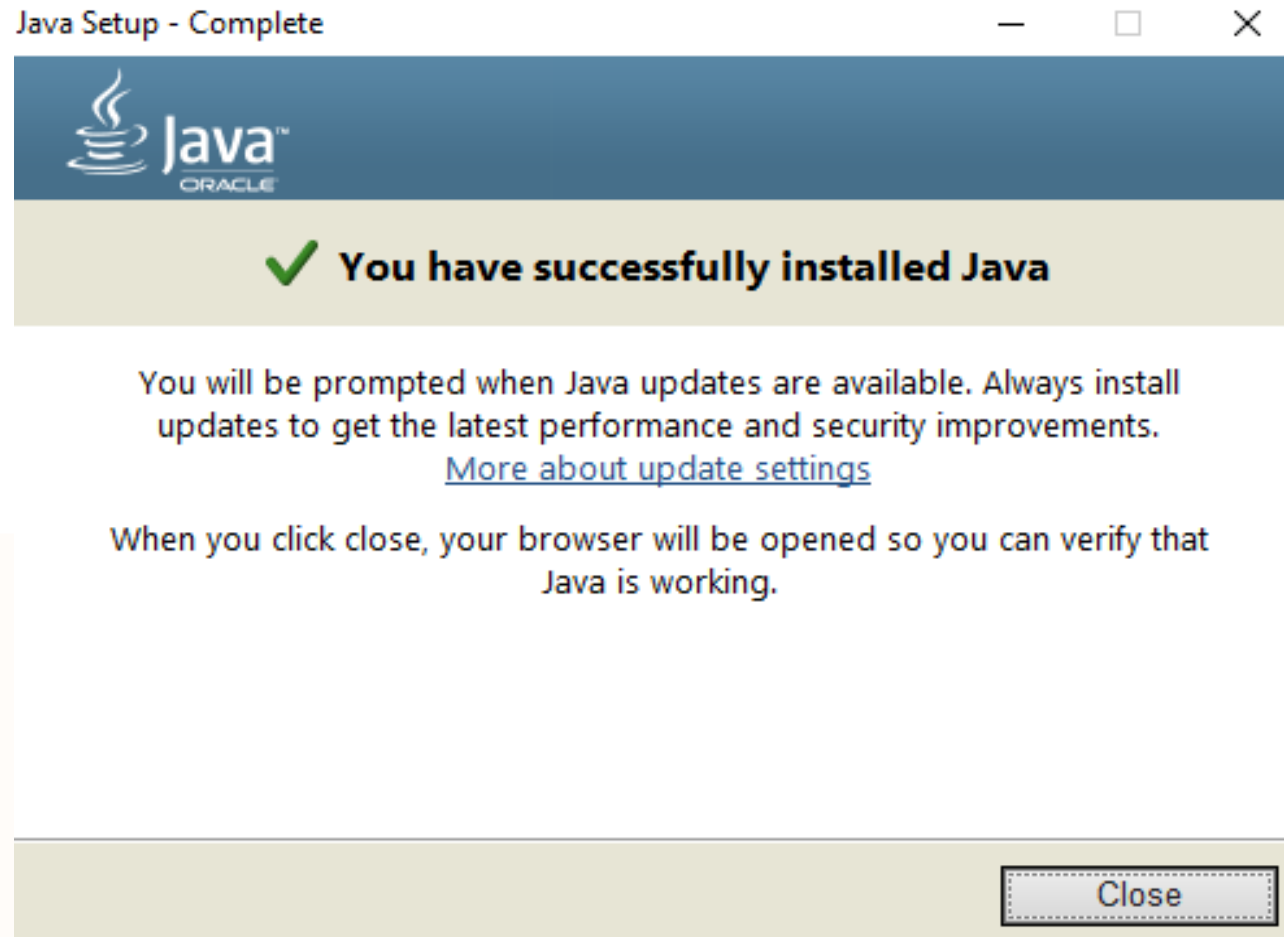 Java Setup - Complete
Java™
ORACLE
You have successfully installed Java
You will be prompted when Java updates are available. Always install
updates to get the latest performance and security improvements.
More about update settings
When you click close, your browser will be opened so you can verify that
Java is working.
Close